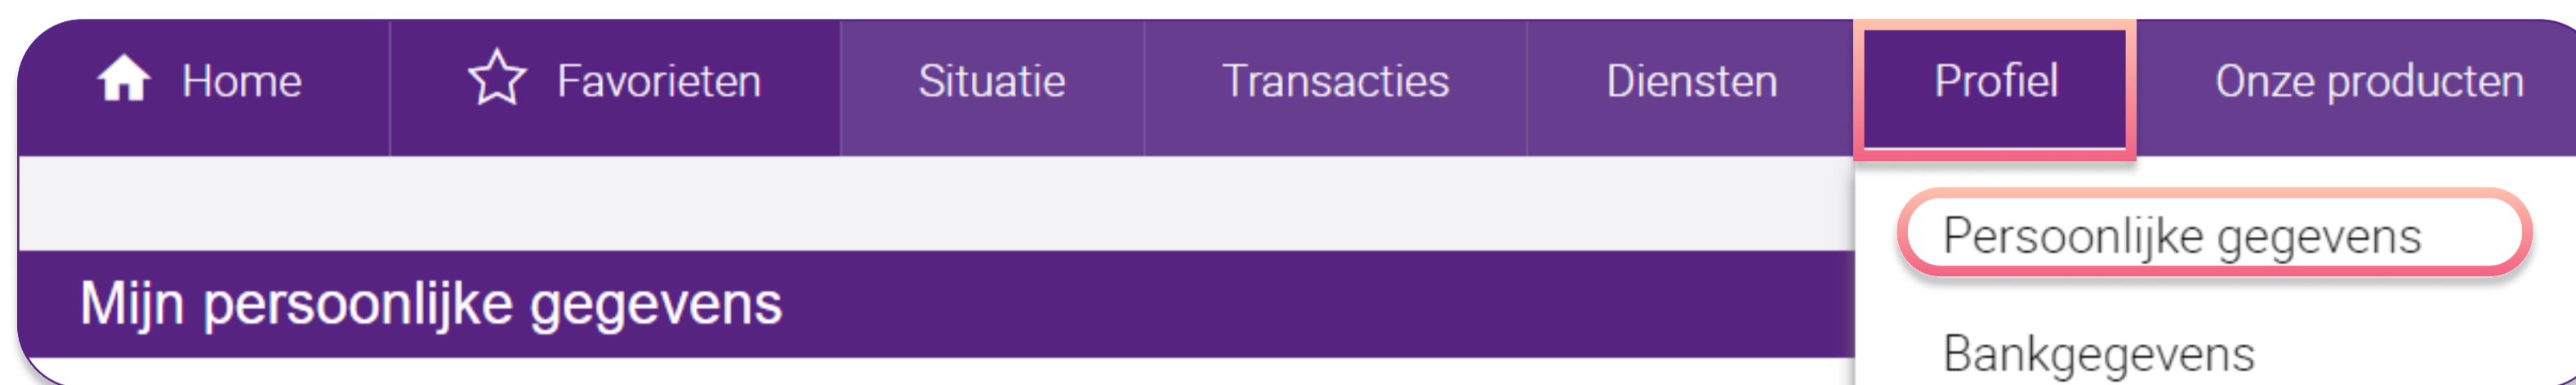 Home Favorieten Situatie Transacties Diensten Profiel Onze producten
Persoonlijke gegevens
Mijn persoonlijke gegevens
Bankgegevens